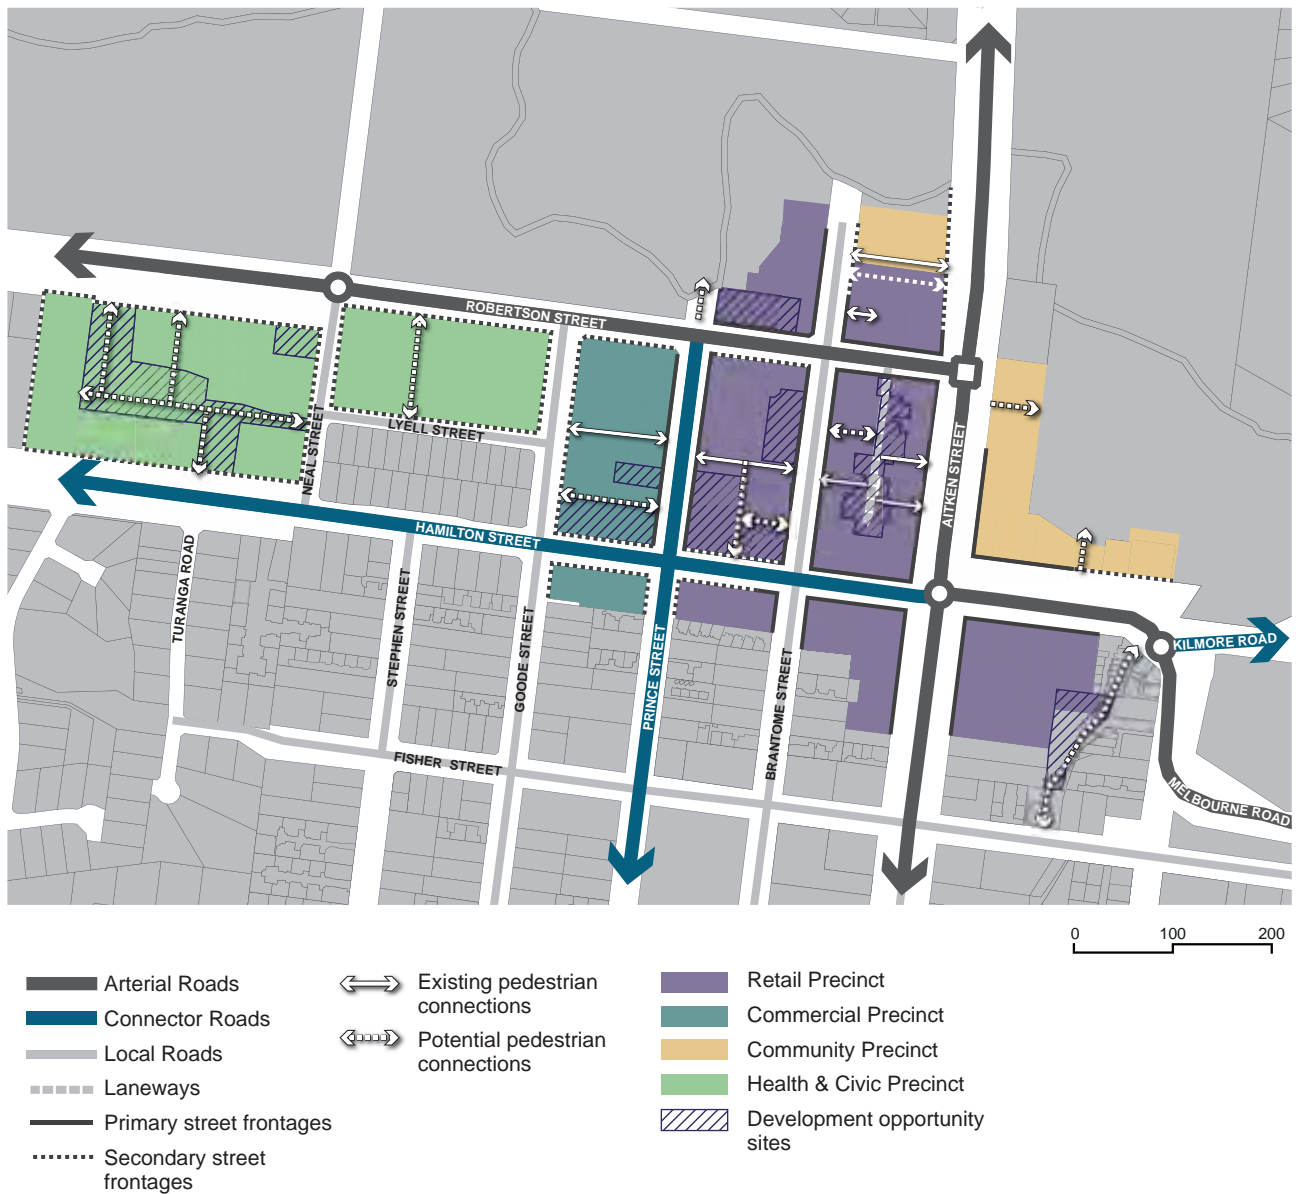 ROBERTSON STREET
LYELL STREET
NEAL STREET
HAMILTON STREET
AITKEN STREET
TURANGA ROAD
STEPHEN STREET
GOODE STREET
PRINCE STREET
BRANTOME STREET
KILMORE ROAD
FISHER STREET
MELBOURNE ROAD
0 100 200
Arterial Roads
Connector Roads
Local Roads
Laneways
Primary street frontages
Secondary street
frontages
Existing pedestrian
connections
Potential pedestrian
connections
Retail Precinct
Commercial Precinct
Community Precinct
Health & Civic Precinct
Development opportunity
sites